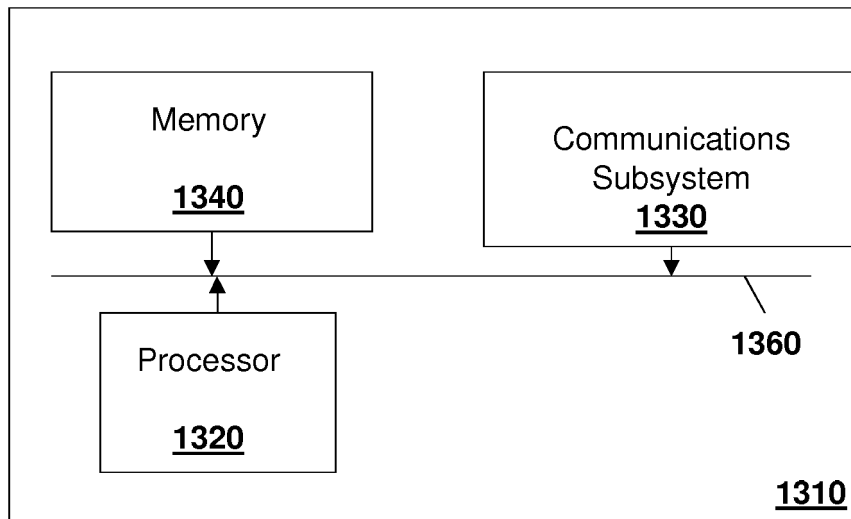 Memory
1340
Communications
Subsystem
1330
1360
Processor
1320
1310